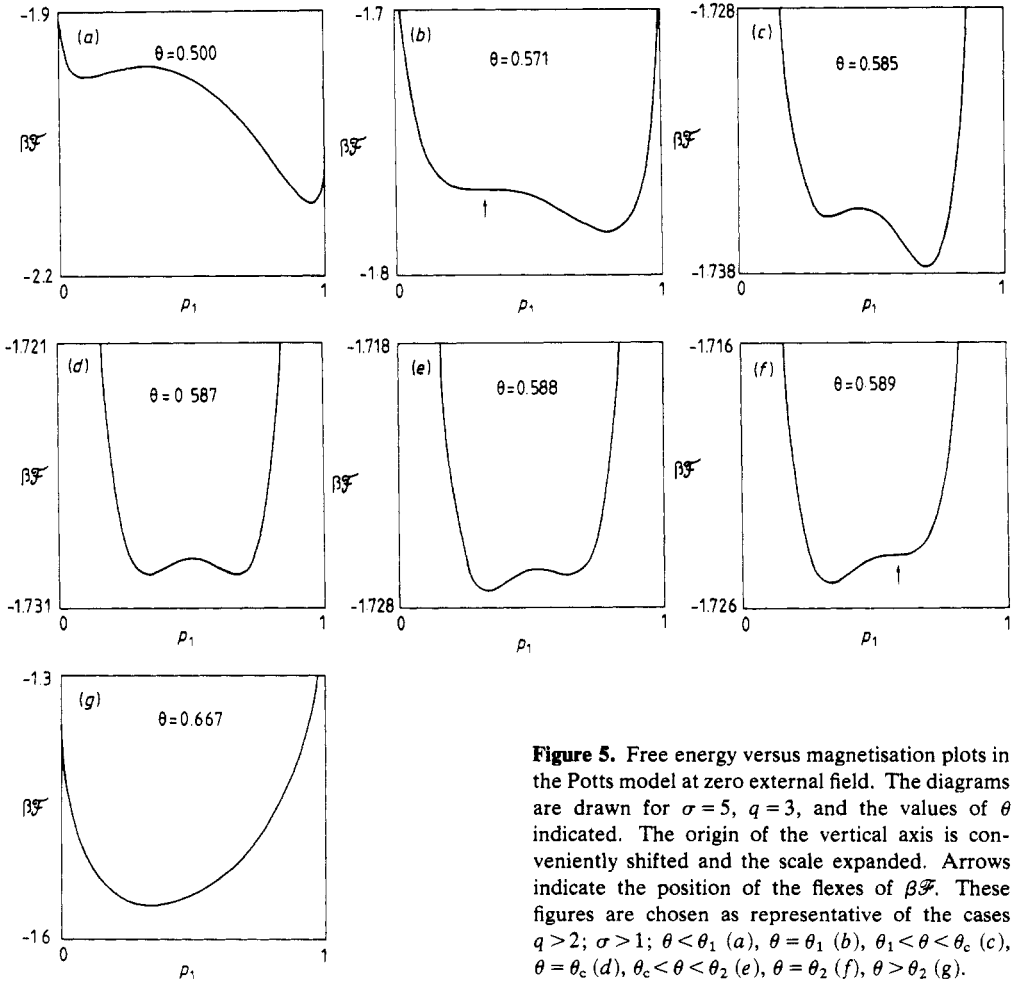 -1.9
(a)
θ=0.500
βℱ
-2.2
0
p₁
1
-1.7
(b)
θ=0.571
βℱ
-1.8
0
p₁
1
-1.728
(c)
θ=0.585
βℱ
-1.738
0
p₁
1
-1.721
(d)
θ=0.587
βℱ
-1.731
0
p₁
1
-1.718
(e)
θ=0.588
βℱ
-1.728
0
p₁
1
-1.716
(f)
θ=0.589
βℱ
-1.726
0
p₁
1
-1.3
(g)
θ=0.667
βℱ
-1.6
0
p₁
1
Figure 5. Free energy versus magnetisation plots in
the Potts model at zero external field. The diagrams
are drawn for σ = 5, q = 3, and the values of θ
indicated. The origin of the vertical axis is con-
veniently shifted and the scale expanded. Arrows
indicate the position of the flexes of βℱ. These
figures are chosen as representative of the cases
q > 2; σ > 1; θ < θ₁ (a), θ = θ₁ (b), θ₁ < θ < θc (c),
θ = θc (d), θc < θ < θ₂ (e), θ = θ₂ (f), θ > θ₂ (g).